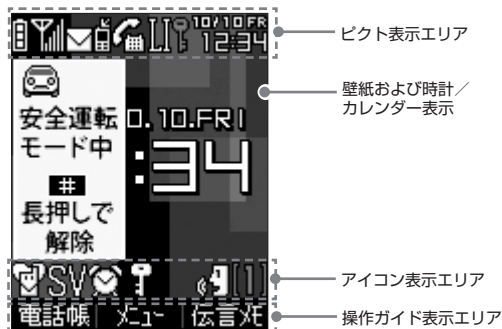 10/10 FR
12:34
ピクト表示エリア
壁紙および時計／
カレンダー表示
安全運転
モード中
#
長押しで
解除
0.10.FRI
:34
SV
[1]
アイコン表示エリア
電話帳 メニュー 伝言メモ
操作ガイド表示エリア